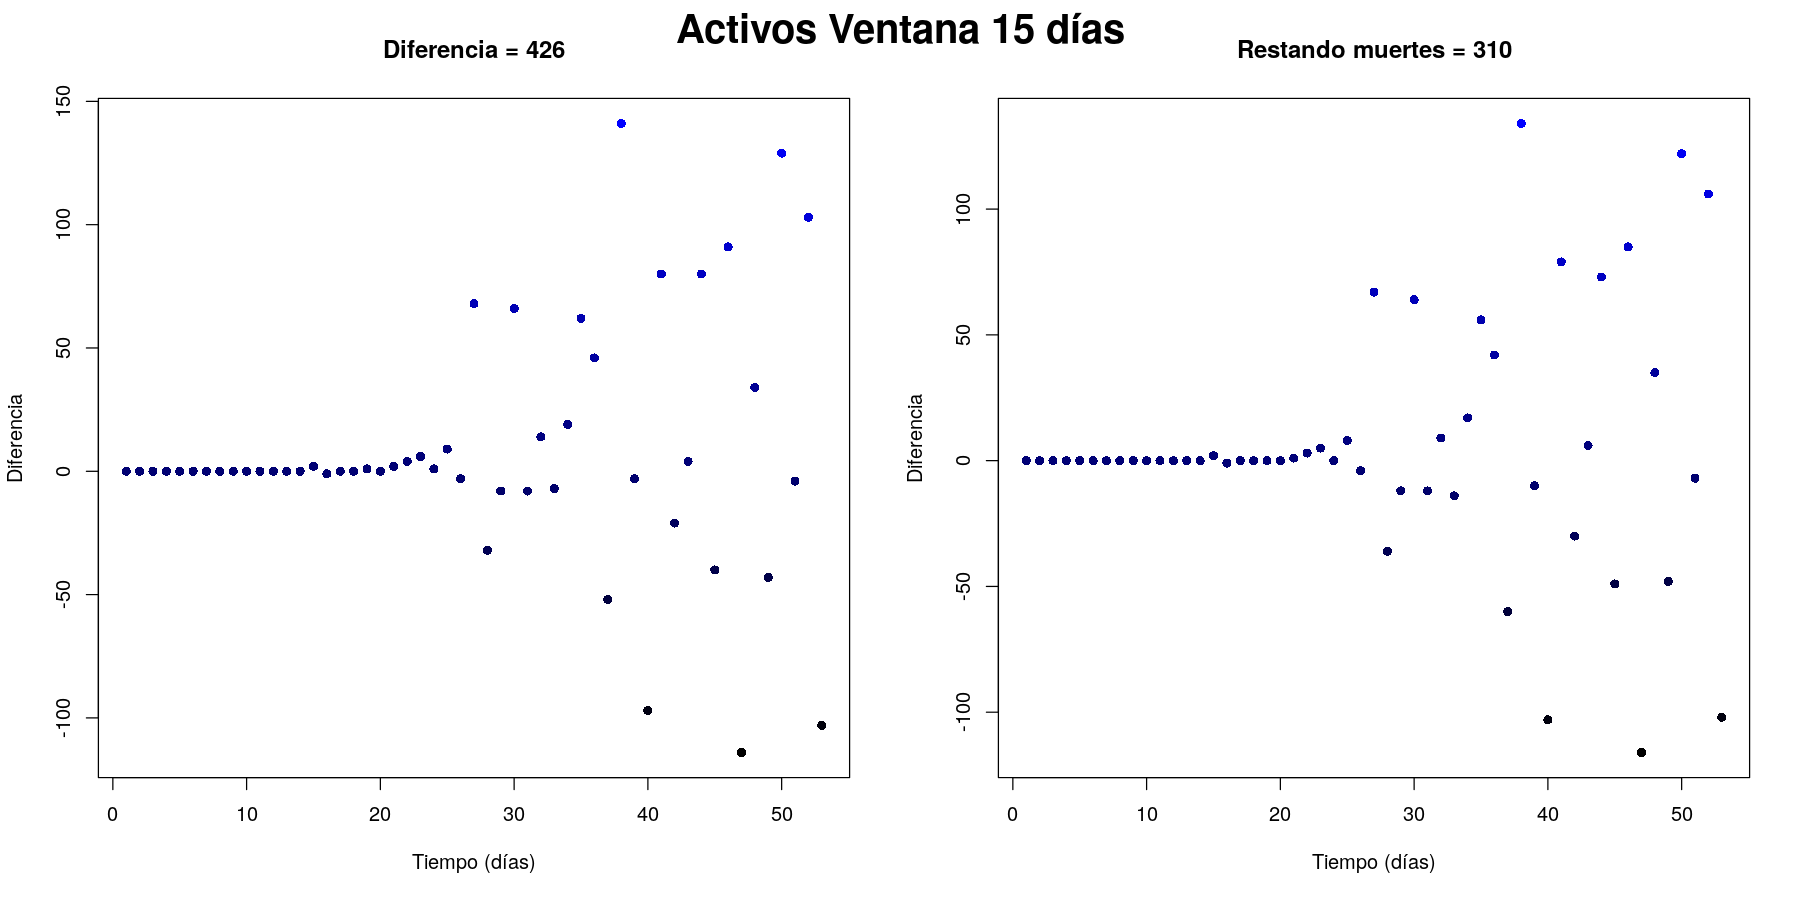 Activos Ventana 15 días
Diferencia = 426
Restando muertes = 310
Diferencia
150
100
50
0
-50
-100
0 10 20 30 40 50
Tiempo (días)
Diferencia
100
50
0
-50
-100
0 10 20 30 40 50
Tiempo (días)